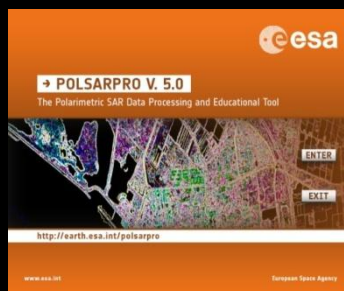 esa
→ POLSARPRO V. 5.0
The Polarimetric SAR Data Processing and Educational Tool
ENTER
EXIT
http://earth.esa.int/polsarpro
www.esa.int European Space Agency